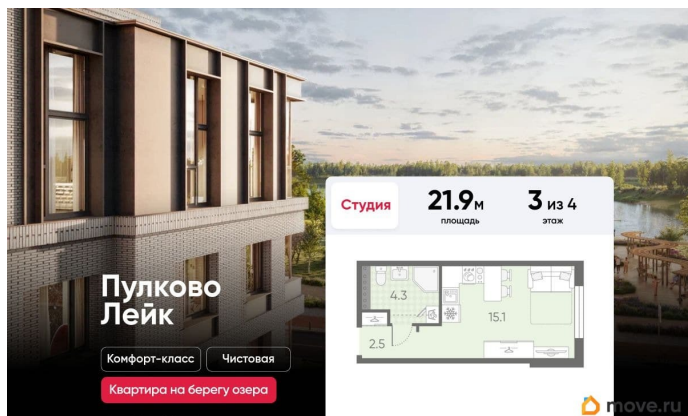 Пулково
Лейк
Комфорт-класс
Чистовая
Квартира на берегу озера
Студия
21.9м
площадь
3 из 4
этаж
4.3
2.5
15.1
move.ru